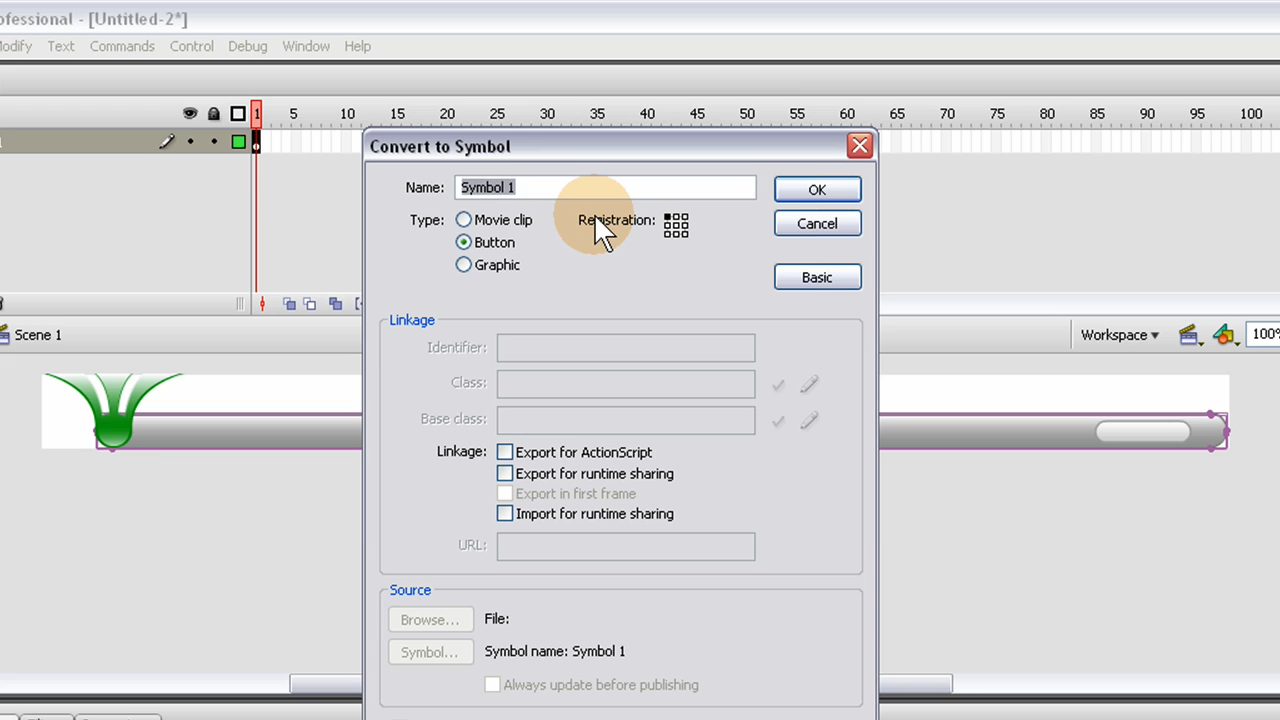 ofessional - [Untitled-2*]
Modify Text Commands Control Debug Window Help
1 5 10 15 20 25 30 35 40 45 50 55 60 65 70 75 80 85 90 95 100
Convert to Symbol
Name: Symbol 1 OK
Type: Movie clip Registration: Cancel
Button
Graphic Basic
Scene 1 Workspace 100%
Linkage
Identifier:
Class:
Base class:
Linkage: Export for ActionScript
Export for runtime sharing
Export in first frame
Import for runtime sharing
URL:
Source
Browse... File:
Symbol... Symbol name: Symbol 1
Always update before publishing